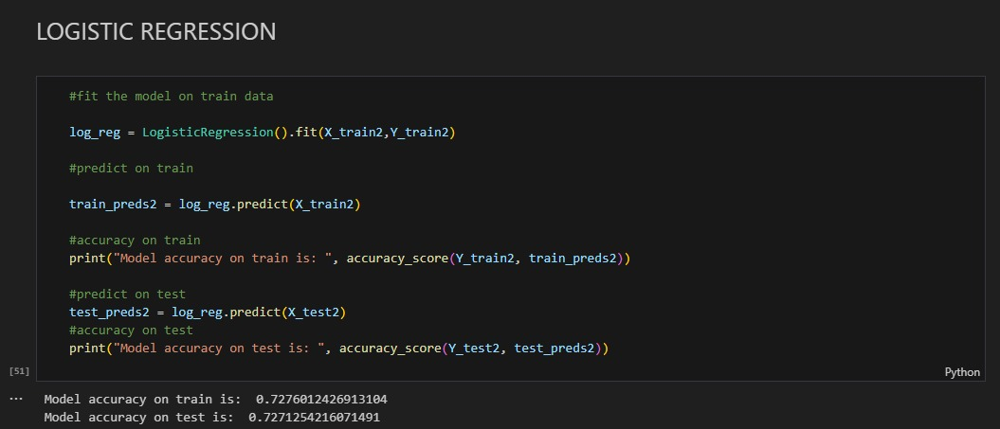 LOGISTIC REGRESSION
#fit the model on train data
log_reg = LogisticRegression().fit(X_train2,Y_train2)
#predict on train
train_preds2 = log_reg.predict(X_train2)
#accuracy on train
print("Model accuracy on train is: ", accuracy_score(Y_train2, train_preds2))
#predict on test
test_preds2 = log_reg.predict(X_test2)
#accuracy on test
print("Model accuracy on test is: ", accuracy_score(Y_test2, test_preds2))
[51]
Python
... Model accuracy on train is:  0.7276012426913104
Model accuracy on test is:  0.7271254216071491